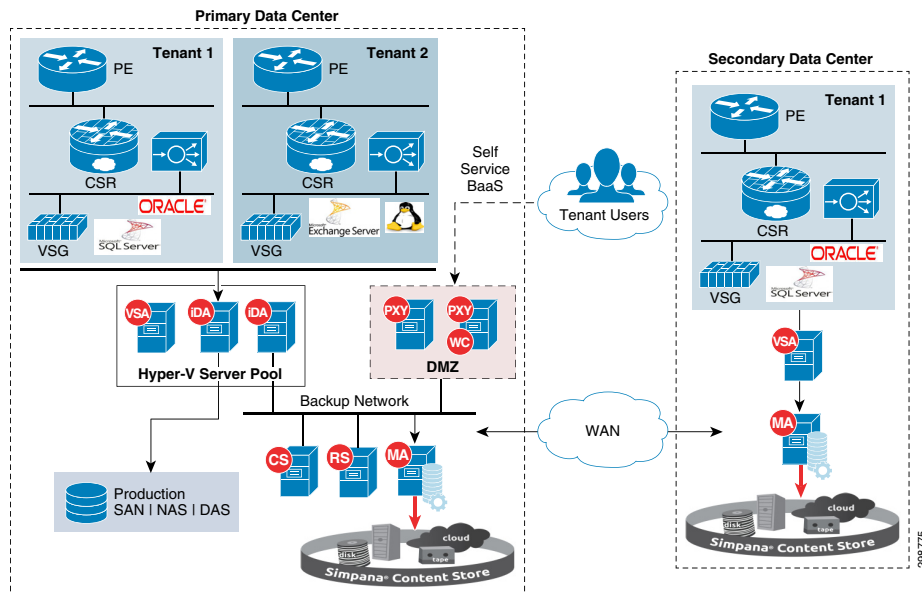 Primary Data Center
Tenant 1
PE
CSR
ORACLE®
VSG
Microsoft®
SQL Server
Tenant 2
PE
CSR
VSG
Microsoft®
Exchange Server
Self
Service
BaaS
Tenant Users
Secondary Data Center
Tenant 1
PE
CSR
ORACLE®
VSG
SQL Server
VSA
iDA
iDA
Hyper-V Server Pool
PXY
PXY
WC
DMZ
VSA
Backup Network
WAN
CS
RS
MA
MA
Production
SAN | NAS | DAS
disk
cloud
tape
Simpana® Content Store
disk
cloud
tape
Simpana® Content Store
298775